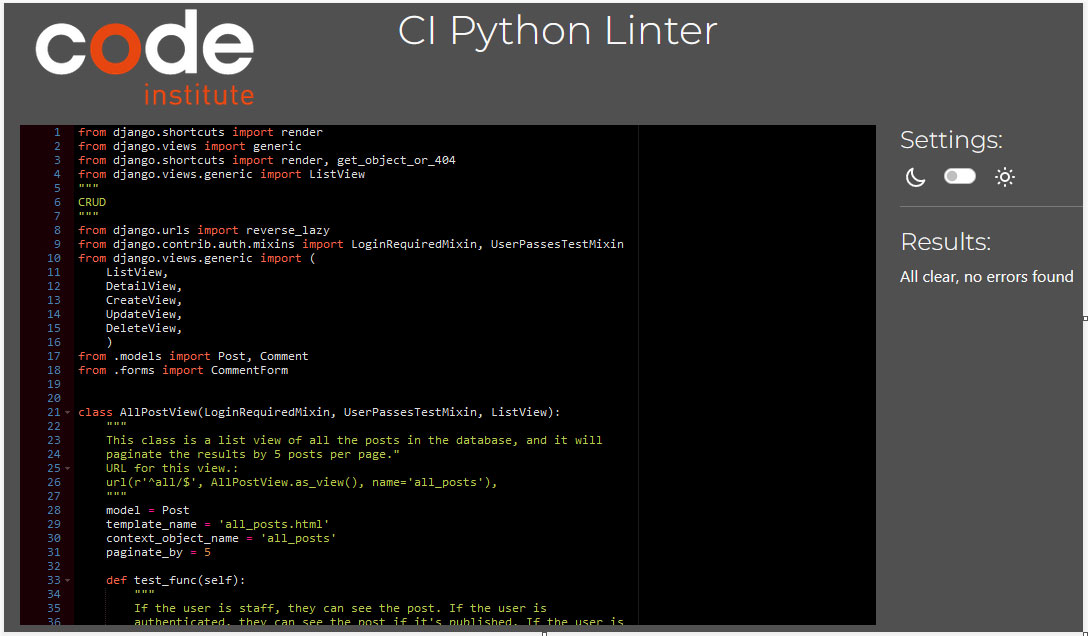 code
institute
CI Python Linter
1 from django.shortcuts import render
2 from django.views import generic
3 from django.shortcuts import render, get_object_or_404
4 from django.views.generic import ListView
5 """
6 CRUD
7 """
8 from django.urls import reverse_lazy
9 from django.contrib.auth.mixins import LoginRequiredMixin, UserPassesTestMixin
10 from django.views.generic import (
11     ListView,
12     DetailView,
13     CreateView,
14     UpdateView,
15     DeleteView,
16     )
17 from .models import Post, Comment
18 from .forms import CommentForm
19
20
21 class AllPostView(LoginRequiredMixin, UserPassesTestMixin, ListView):
22     """
23     This class is a list view of all the posts in the database, and it will
24     paginate the results by 5 posts per page."
25     URL for this view.:
26     url(r'^all/$', AllPostView.as_view(), name='all_posts'),
27     """
28     model = Post
29     template_name = 'all_posts.html'
30     context_object_name = 'all_posts'
31     paginate_by = 5
32
33     def test_func(self):
34         """
35         If the user is staff, they can see the post. If the user is
36         authenticated, they can see the post if it's published. If the user is
Settings:
Results:
All clear, no errors found